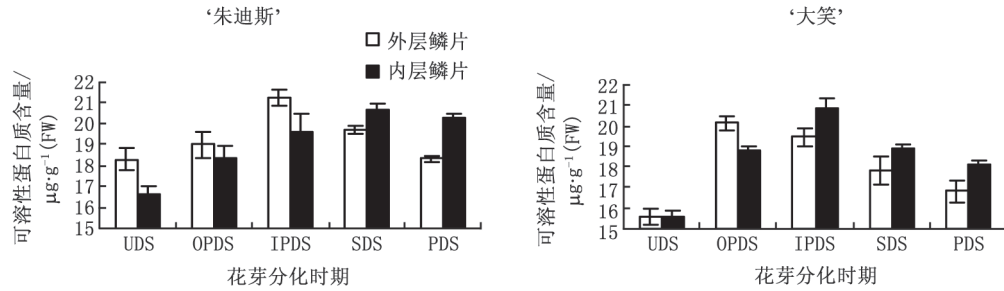 ‘朱迪斯’
□ 外层鳞片
■ 内层鳞片
可溶性蛋白质含量/
μg·g⁻¹(FW)
22
21
20
19
18
17
16
15
UDS OPDS IPDS SDS PDS
花芽分化时期
‘大笑’
可溶性蛋白质含量/
μg·g⁻¹(FW)
22
21
20
19
18
17
16
15
UDS OPDS IPDS SDS PDS
花芽分化时期